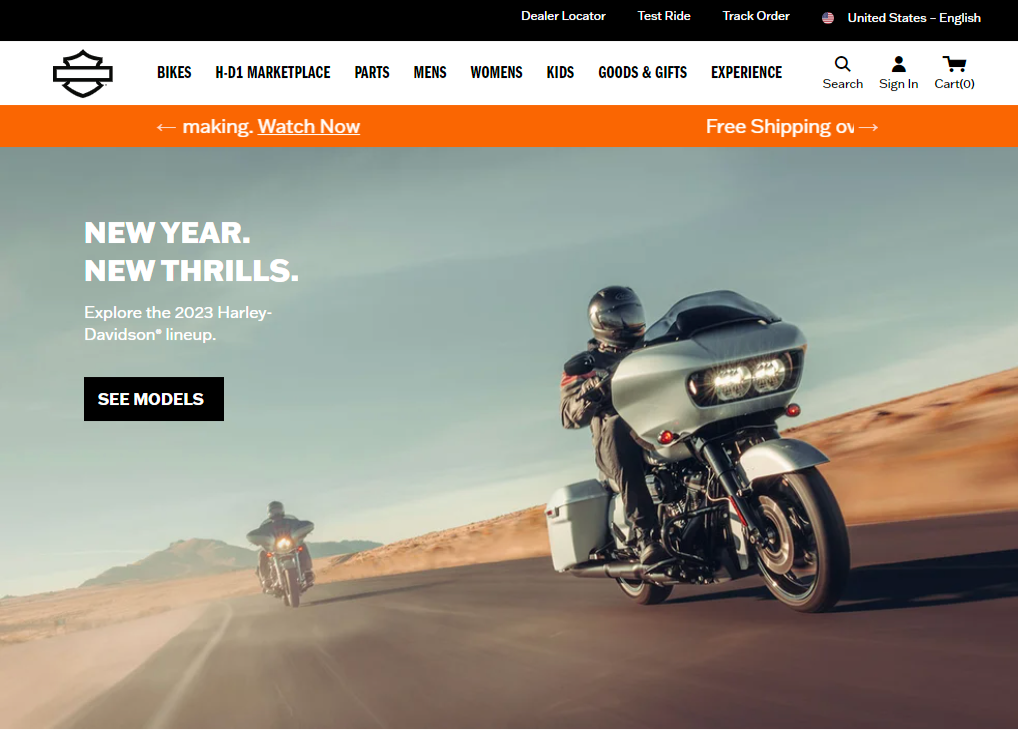 Dealer Locator Test Ride Track Order United States – English
BIKES H-D1 MARKETPLACE PARTS MENS WOMENS KIDS GOODS & GIFTS EXPERIENCE
Search Sign In Cart(0)
← making. Watch Now Free Shipping ov →
NEW YEAR.
NEW THRILLS.
Explore the 2023 Harley-
Davidson® lineup.
SEE MODELS